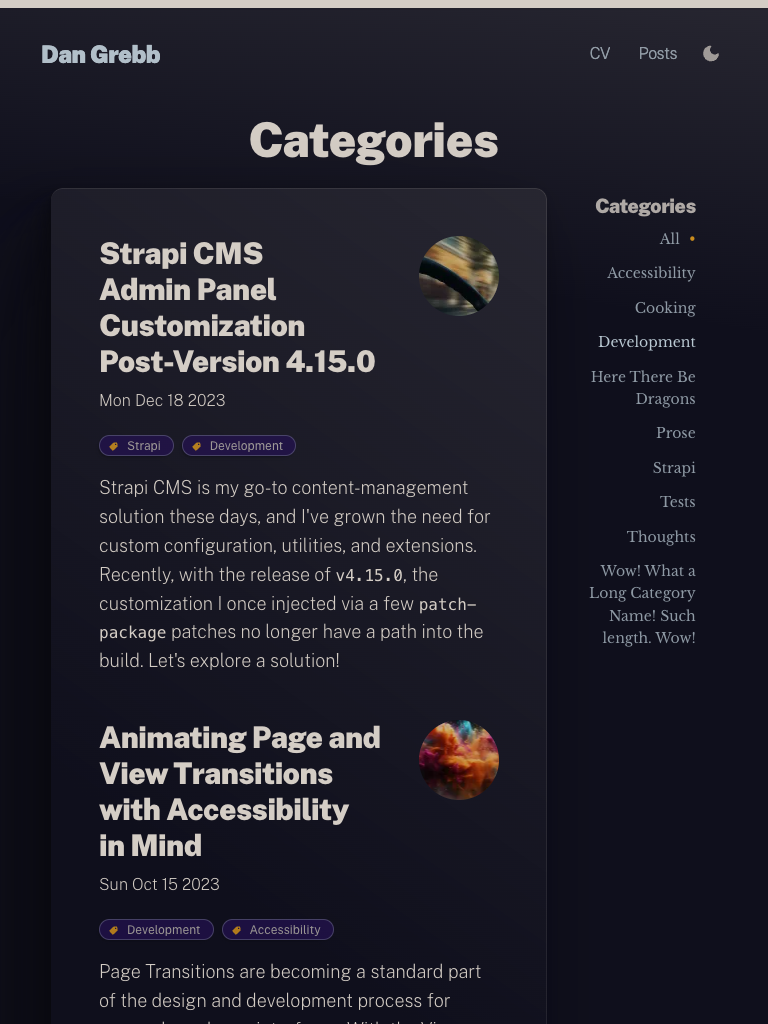 Dan Grebb
CV
Posts
Categories
Strapi CMS
Admin Panel
Customization
Post-Version 4.15.0
Mon Dec 18 2023
Strapi
Development
Strapi CMS is my go-to content-management
solution these days, and I've grown the need for
custom configuration, utilities, and extensions.
Recently, with the release of v4.15.0, the
customization I once injected via a few patch-
package patches no longer have a path into the
build. Let's explore a solution!
Animating Page and
View Transitions
with Accessibility
in Mind
Sun Oct 15 2023
Development
Accessibility
Page Transitions are becoming a standard part
of the design and development process for
Categories
All
Accessibility
Cooking
Development
Here There Be
Dragons
Prose
Strapi
Tests
Thoughts
Wow! What a
Long Category
Name! Such
length. Wow!